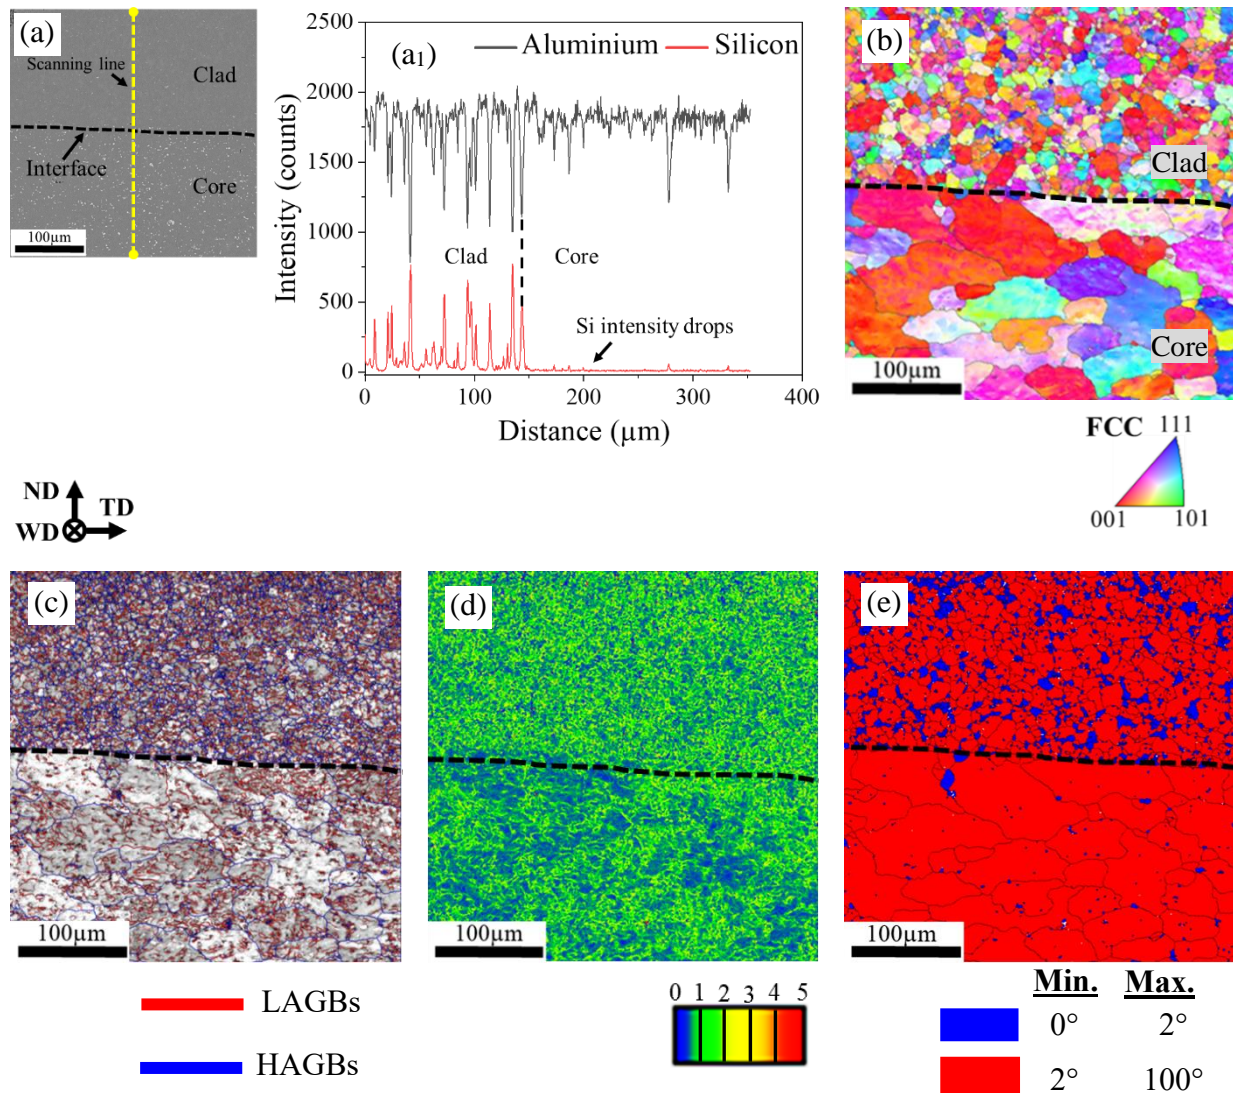 (a)
Scanning line
Clad
Interface
Core
100µm
(a₁)
Aluminium
Silicon
Intensity (counts)
2500
2000
1500
1000
500
0
Clad
Core
Si intensity drops
0
100
200
300
400
Distance (µm)
(b)
Clad
Core
100µm
FCC
111
001
101
ND
TD
WD
(c)
100µm
LAGBs
HAGBs
(d)
100µm
0 1 2 3 4 5
(e)
100µm
Min. Max.
0° 2°
2° 100°